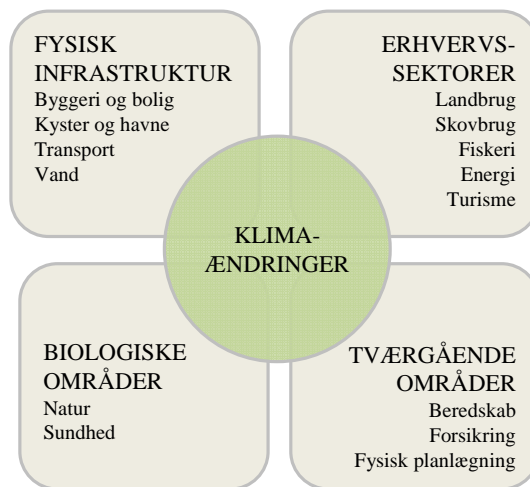 FYSISK
INFRASTRUKTUR
Byggeri og bolig
Kyster og havne
Transport
Vand
ERHVERVS-
SEKTORER
Landbrug
Skovbrug
Fiskeri
Energi
Turisme
KLIMA-
ÆNDRINGER
BIOLOGISKE
OMRÅDER
Natur
Sundhed
TVÆRGÅENDE
OMRÅDER
Beredskab
Forsikring
Fysisk planlægning